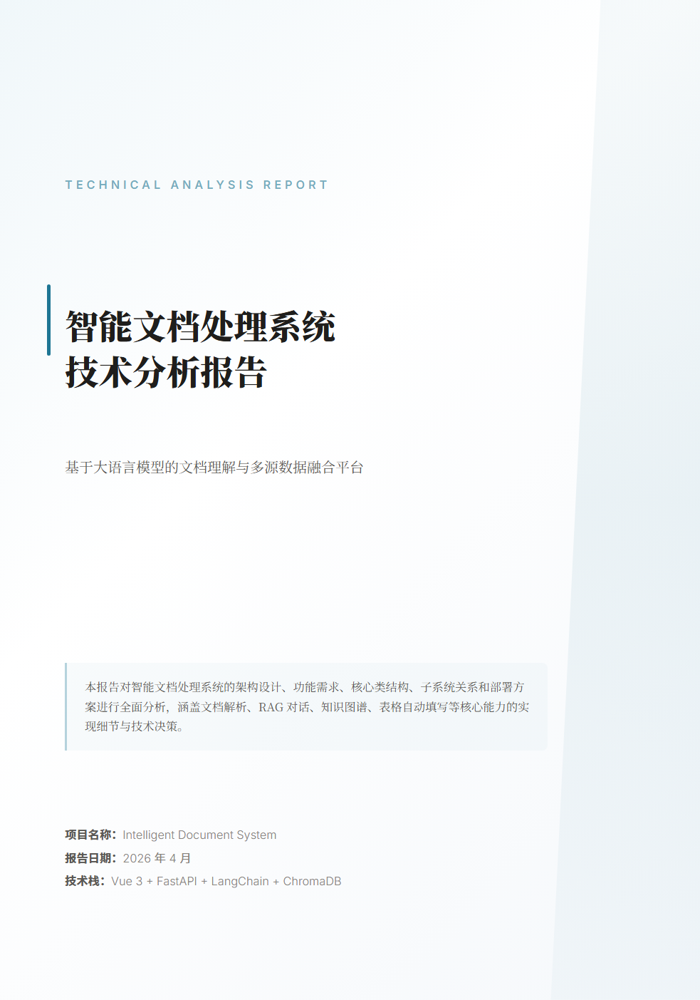 TECHNICAL ANALYSIS REPORT
智能文档处理系统
技术分析报告
基于大语言模型的文档理解与多源数据融合平台
本报告对智能文档处理系统的架构设计、功能需求、核心类结构、子系统关系和部署方
案进行全面分析，涵盖文档解析、RAG 对话、知识图谱、表格自动填写等核心能力的实
现细节与技术决策。
项目名称：Intelligent Document System
报告日期：2026 年 4 月
技术栈：Vue 3 + FastAPI + LangChain + ChromaDB